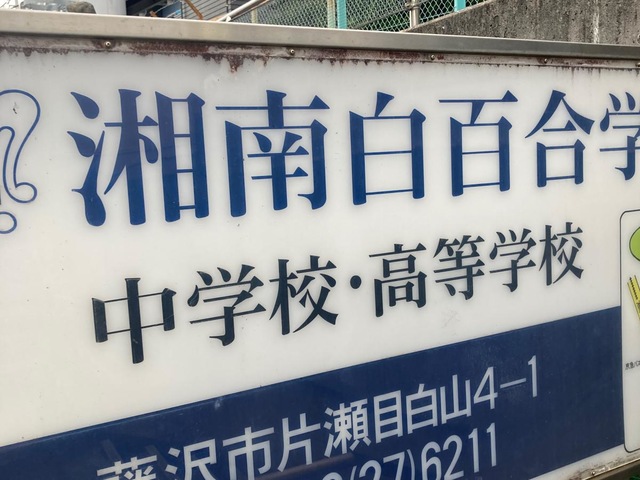 湘南白百合学
中学校・高等学校
藤沢市片瀬目白山4-1
(27)6211